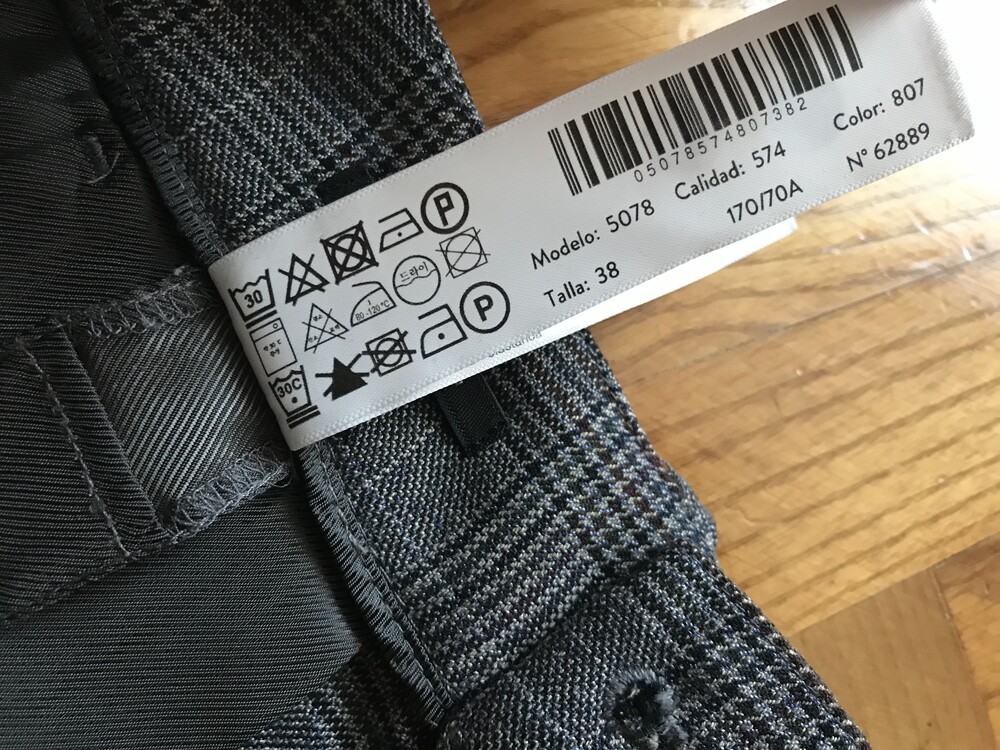 05078574807382
Modelo: 5078 Calidad: 574 Color: 807
Talla: 38 170/70A N° 62889
30 P
80-120°C 드라이
30C P